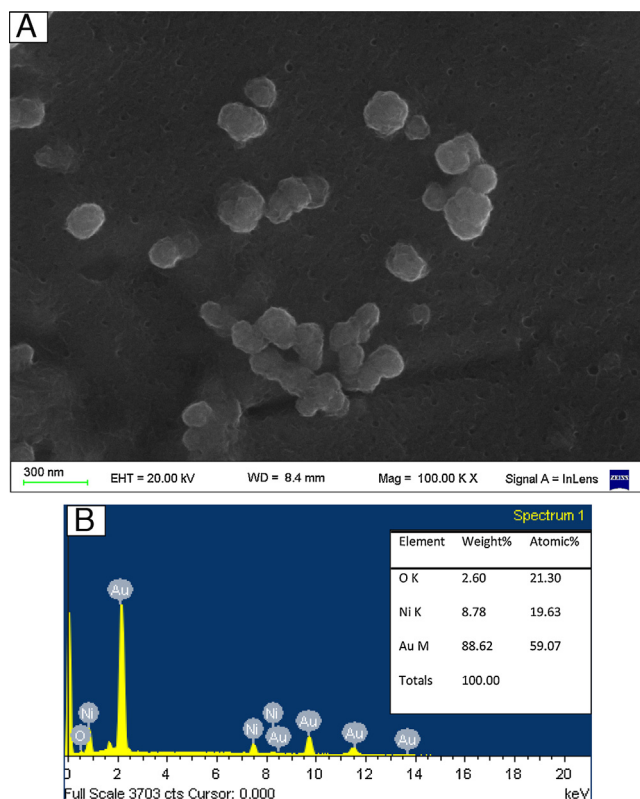 A
300 nm
EHT = 20.00 kV
WD = 8.4 mm
Mag = 100.00 K X
Signal A = InLens
ZEISS
B
Spectrum 1
Element Weight% Atomic%
O K 2.60 21.30
Ni K 8.78 19.63
Au M 88.62 59.07
Totals 100.00
Au
Ni
O
Ni
Ni
Au
Au
Au
Au
0 2 4 6 8 10 12 14 16 18 20
keV
Full Scale 3703 cts Cursor: 0.000